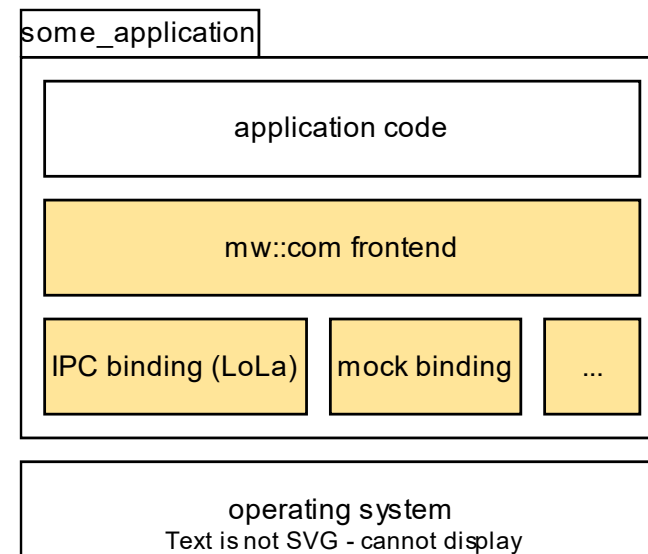 some_application
application code
mw::com frontend
IPC binding (LoLa)
mock binding
...
operating system
Text is not SVG - cannot display